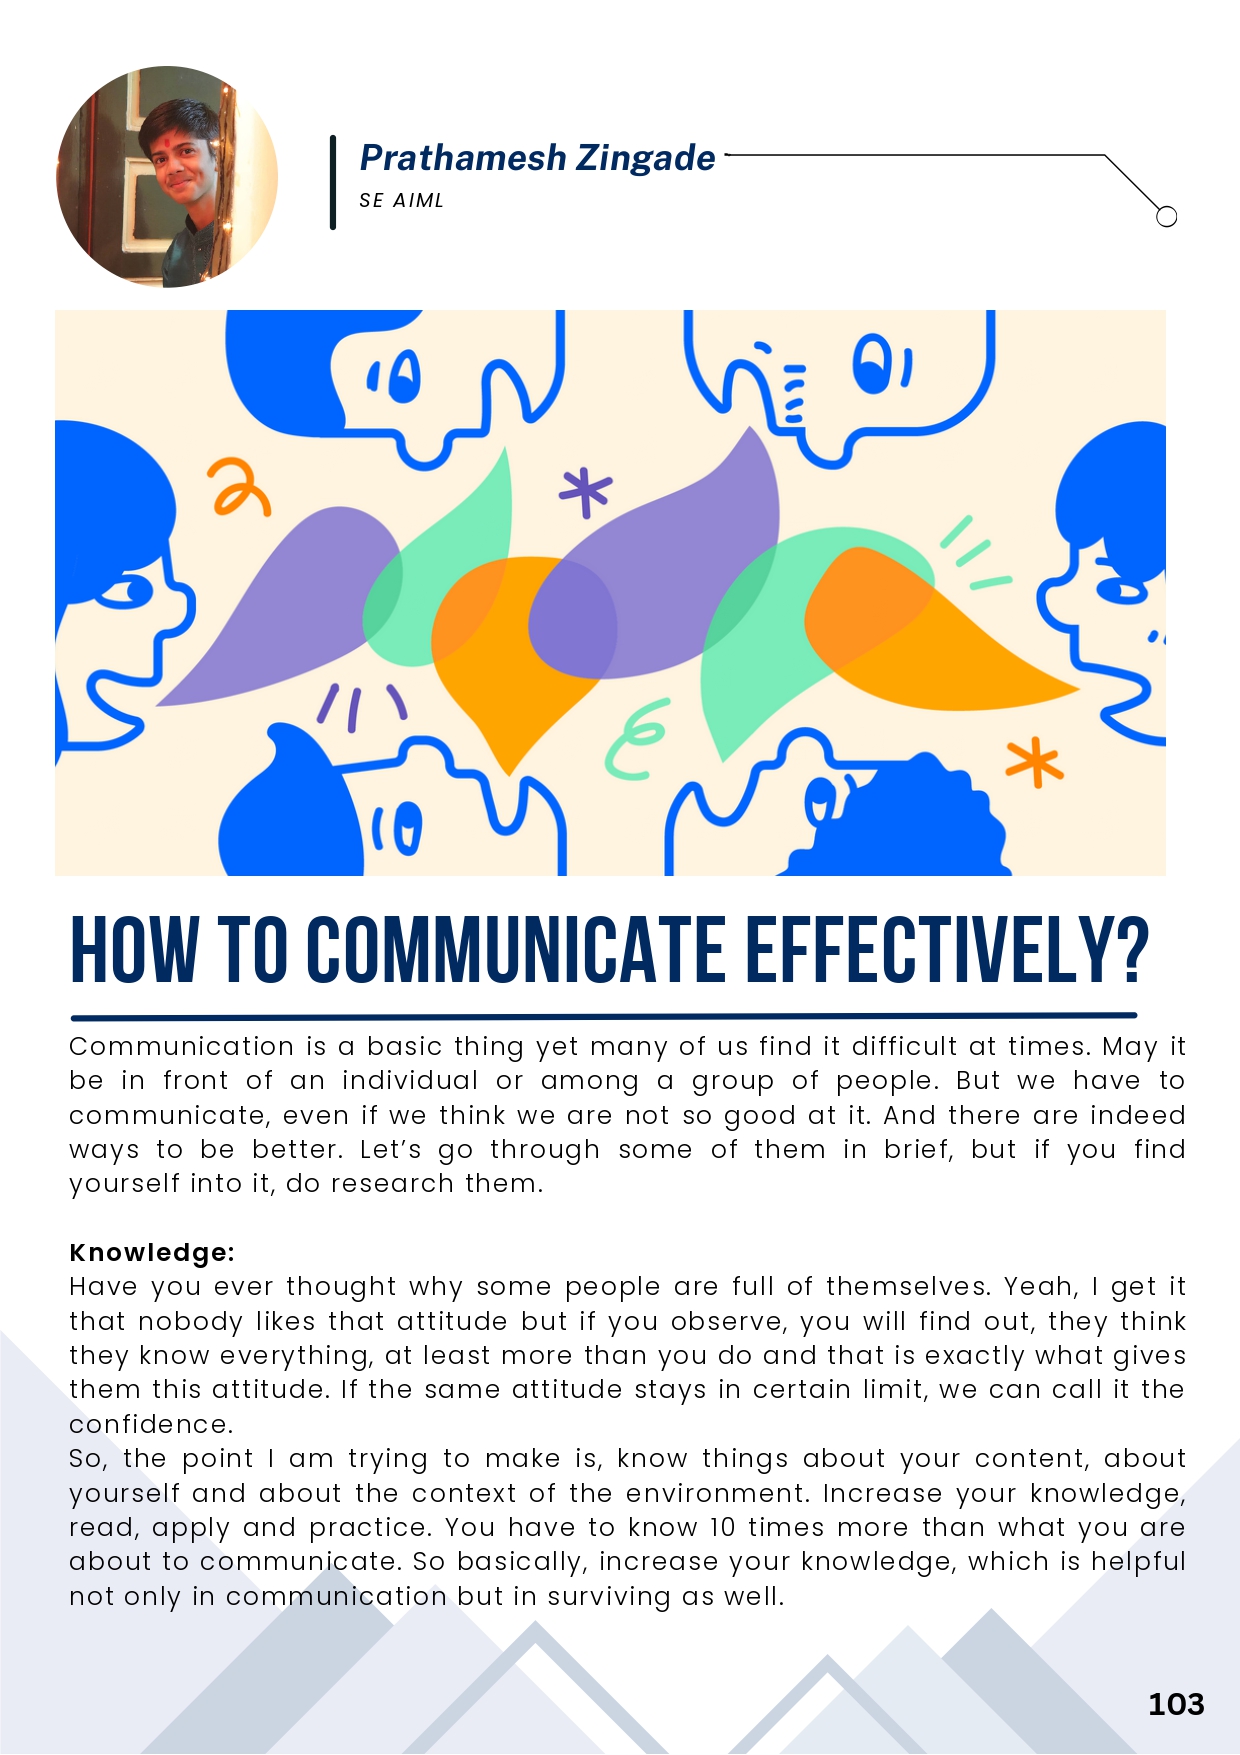 Prathamesh Zingade
SE AIML
HOW TO COMMUNICATE EFFECTIVELY?
Communication is a basic thing yet many of us find it difficult at times. May it
be in front of an individual or among a group of people. But we have to
communicate, even if we think we are not so good at it. And there are indeed
ways to be better. Let’s go through some of them in brief, but if you find
yourself into it, do research them.
Knowledge:
Have you ever thought why some people are full of themselves. Yeah, I get it
that nobody likes that attitude but if you observe, you will find out, they think
they know everything, at least more than you do and that is exactly what gives
them this attitude. If the same attitude stays in certain limit, we can call it the
confidence.
So, the point I am trying to make is, know things about your content, about
yourself and about the context of the environment. Increase your knowledge,
read, apply and practice. You have to know 10 times more than what you are
about to communicate. So basically, increase your knowledge, which is helpful
not only in communication but in surviving as well.
103